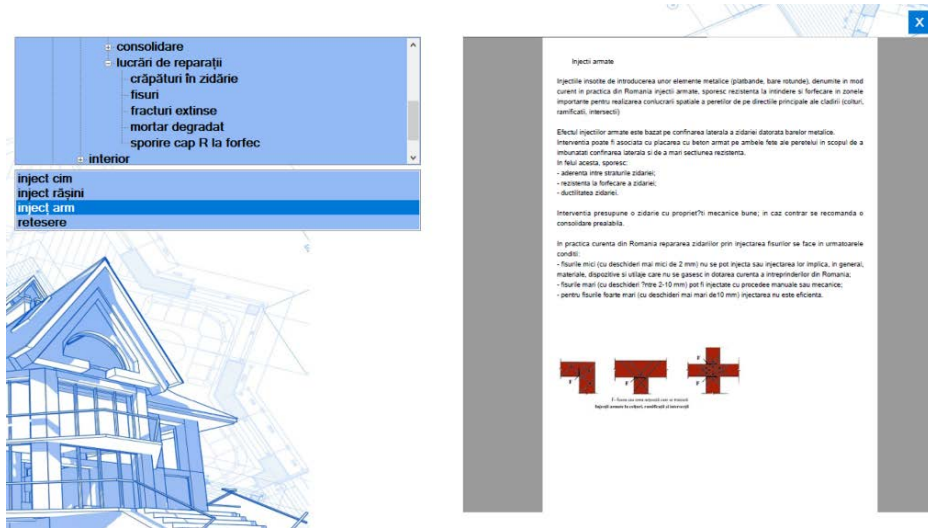 consolidare
lucrări de reparații
crăpături în zidărie
fisuri
fracturi extinse
mortar degradat
sporire cap R la forfec
interior
inject cim
inject rășini
inject arm
retesere
X
Injectii armate
Injectiile insotite de introducerea unor elemente metalice (platbande, bare rotunde), denumite in mod
curent in practica din Romania injectii armate, sporesc rezistenta la intindere si forfecare in zonele
importante pentru realizarea conlucrarii spatiale a peretilor de pe directiile principale ale cladirii (colturi,
ramificatii, intersectii)
Efectul injectiilor armate este bazat pe confinarea laterala a zidariei datorata barelor metalice.
Interventia poate fi asociata cu placarea cu beton armat pe ambele fete ale peretelui in scopul de a
imbunatati confinarea laterala si de a mari sectiunea rezistenta.
In felul acesta, sporesc:
- aderenta intre straturile zidariei;
- rezistenta la forfecare a zidariei;
- ductilitatea zidariei.
Interventia presupune o zidarie cu propriet?ti mecanice bune; in caz contrar se recomanda o
consolidare prealabila.
In practica curenta din Romania repararea zidariilor prin injectarea fisurilor se face in urmatoarele
conditii:
- fisurile mici (cu deschideri mai mici de 2 mm) nu se pot injecta sau injectarea lor implica, in general,
materiale, dispozitive si utilaje care nu se gasesc in dotarea curenta a intreprinderilor din Romania;
- fisurile mari (cu deschideri ?ntre 2-10 mm) pot fi injectate cu procedee manuale sau mecanice;
- pentru fisurile foarte mari (cu deschideri mai mari de10 mm) injectarea nu este eficienta.
F
F
F
F
Injecții armate la colțuri, ramificații și intersecții